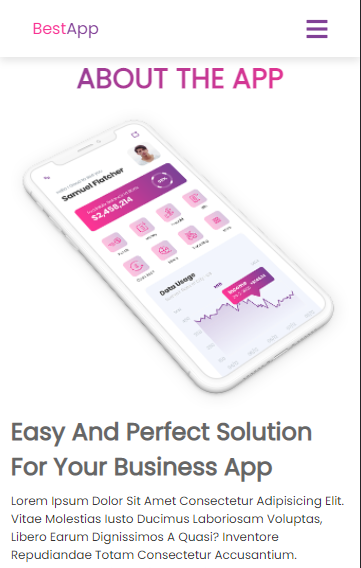 BestApp
ABOUT THE APP
Samuel Flatcher
$2,458,214
Data Usage
Income
Easy And Perfect Solution
For Your Business App
Lorem Ipsum Dolor Sit Amet Consectetur Adipisicing Elit.
Vitae Molestias Iusto Ducimus Laboriosam Voluptas,
Libero Earum Dignissimos A Quasi? Inventore
Repudiandae Totam Consectetur Accusantium.